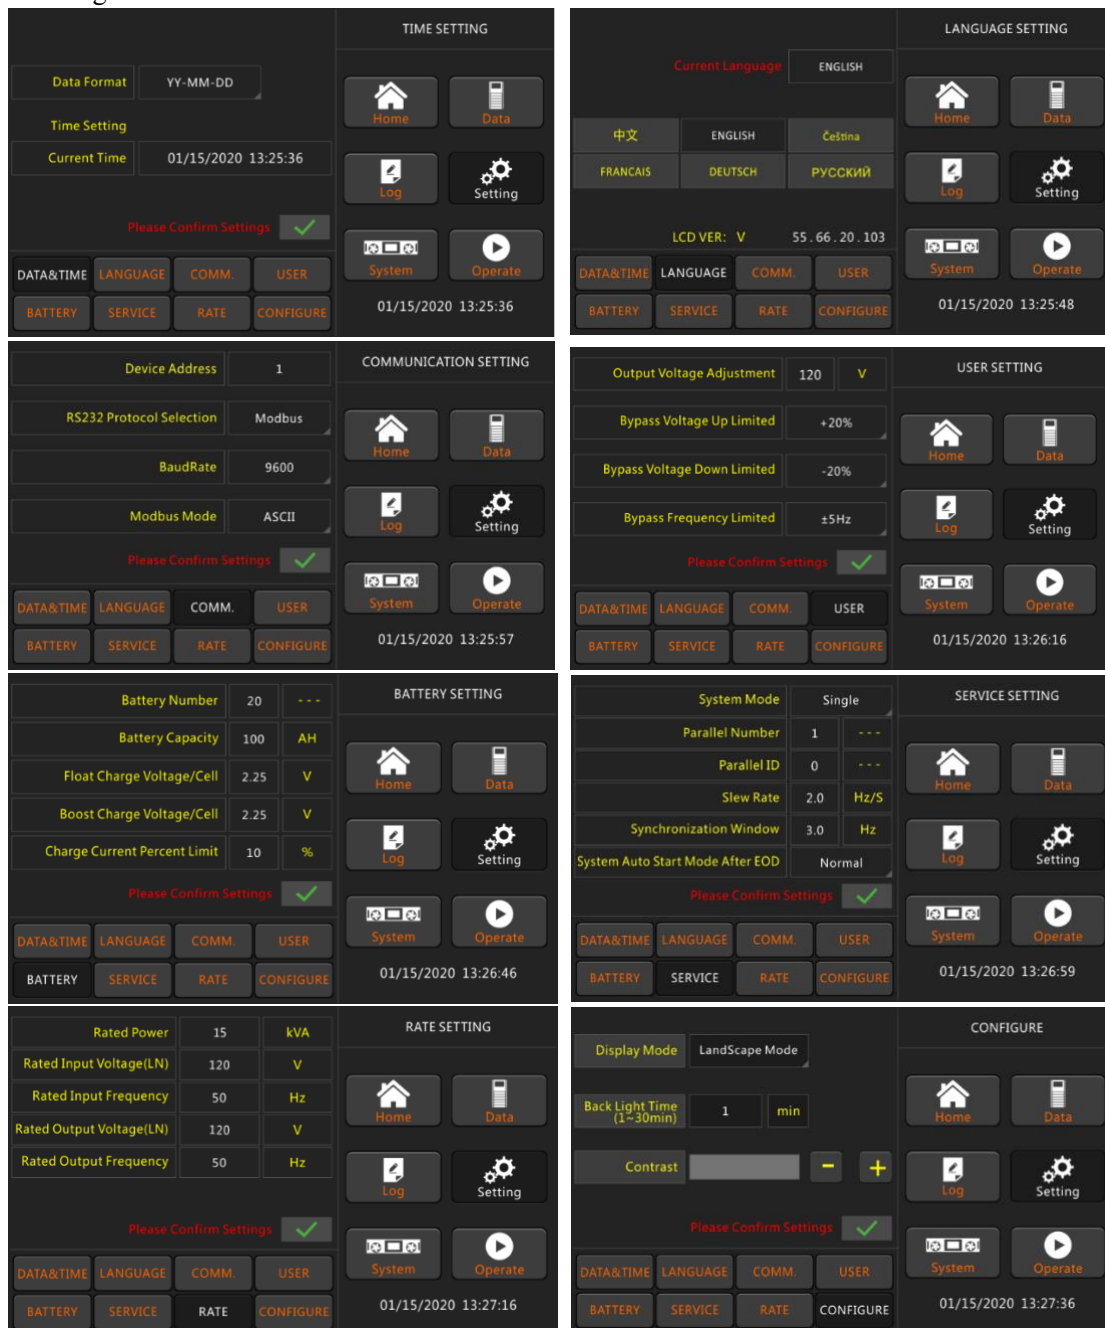 TIME SETTING
Data Format YY-MM-DD
Time Setting
Current Time 01/15/2020 13:25:36
Please Confirm Settings
Home Data
Log Setting
System Operate
DATA&TIME LANGUAGE COMM. USER
BATTERY SERVICE RATE CONFIGURE
01/15/2020 13:25:36
LANGUAGE SETTING
Current Language ENGLISH
中文 ENGLISH Čeština
FRANCAIS DEUTSCH РУССКИЙ
LCD VER: V 55.66.20.103
Home Data
Log Setting
System Operate
DATA&TIME LANGUAGE COMM. USER
BATTERY SERVICE RATE CONFIGURE
01/15/2020 13:25:48
COMMUNICATION SETTING
Device Address 1
RS232 Protocol Selection Modbus
BaudRate 9600
Modbus Mode ASCII
Please Confirm Settings
Home Data
Log Setting
System Operate
DATA&TIME LANGUAGE COMM. USER
BATTERY SERVICE RATE CONFIGURE
01/15/2020 13:25:57
USER SETTING
Output Voltage Adjustment 120 V
Bypass Voltage Up Limited +20%
Bypass Voltage Down Limited -20%
Bypass Frequency Limited ±5Hz
Please Confirm Settings
Home Data
Log Setting
System Operate
DATA&TIME LANGUAGE COMM. USER
BATTERY SERVICE RATE CONFIGURE
01/15/2020 13:26:16
BATTERY SETTING
Battery Number 20 ---
Battery Capacity 100 AH
Float Charge Voltage/Cell 2.25 V
Boost Charge Voltage/Cell 2.25 V
Charge Current Percent Limit 10 %
Please Confirm Settings
Home Data
Log Setting
System Operate
DATA&TIME LANGUAGE COMM. USER
BATTERY SERVICE RATE CONFIGURE
01/15/2020 13:26:46
SERVICE SETTING
System Mode Single
Parallel Number 1 ---
Parallel ID 0 ---
Slew Rate 2.0 Hz/S
Synchronization Window 3.0 Hz
System Auto Start Mode After EOD Normal
Please Confirm Settings
Home Data
Log Setting
System Operate
DATA&TIME LANGUAGE COMM. USER
BATTERY SERVICE RATE CONFIGURE
01/15/2020 13:26:59
RATE SETTING
Rated Power 15 kVA
Rated Input Voltage(LN) 120 V
Rated Input Frequency 50 Hz
Rated Output Voltage(LN) 120 V
Rated Output Frequency 50 Hz
Please Confirm Settings
Home Data
Log Setting
System Operate
DATA&TIME LANGUAGE COMM. USER
BATTERY SERVICE RATE CONFIGURE
01/15/2020 13:27:16
CONFIGURE
Display Mode LandScape Mode
Back Light Time
(1~30min) 1 min
Contrast - +
Please Confirm Settings
Home Data
Log Setting
System Operate
DATA&TIME LANGUAGE COMM. USER
BATTERY SERVICE RATE CONFIGURE
01/15/2020 13:27:36